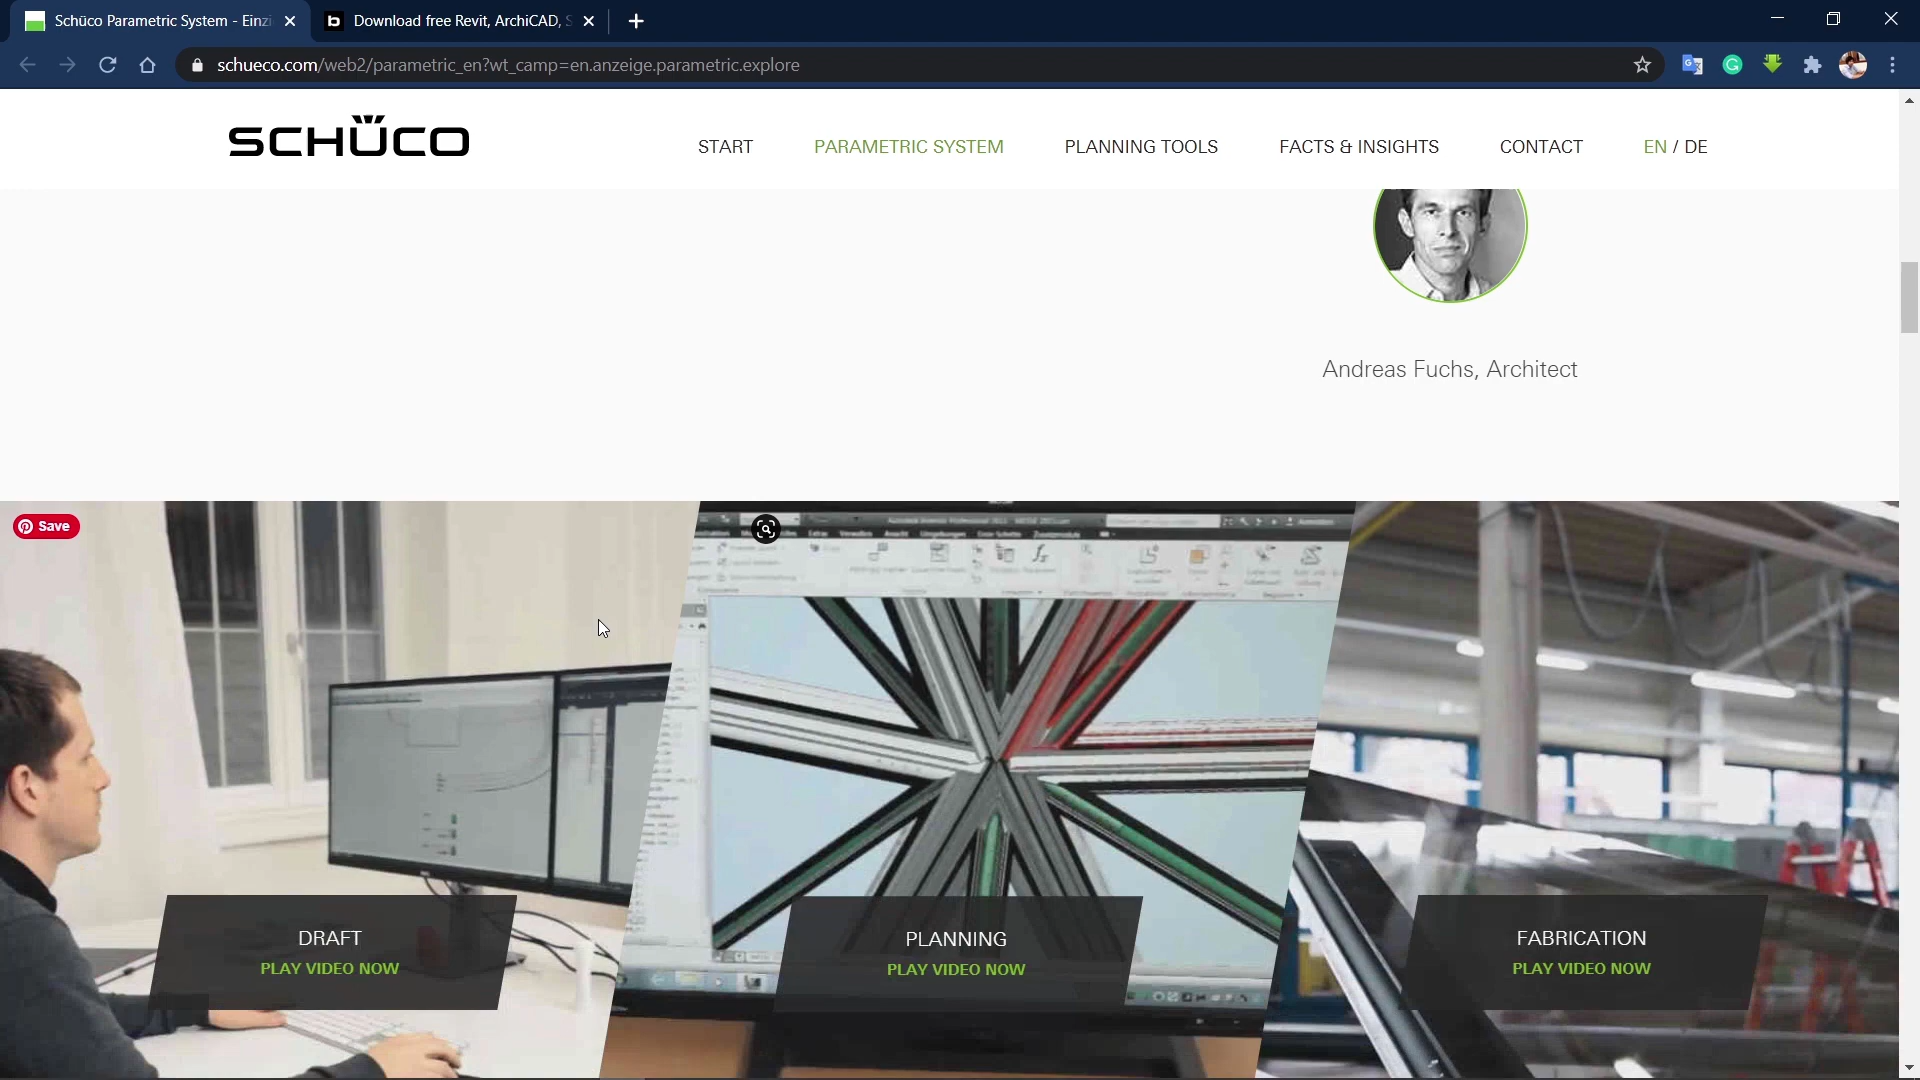 Schüco Parametric System - Einzi
Download free Revit, ArchiCAD, S
schueco.com/web2/parametric_en?wt_camp=en.anzeige.parametric.explore
SCHÜCO
START
PARAMETRIC SYSTEM
PLANNING TOOLS
FACTS & INSIGHTS
CONTACT
EN / DE
Andreas Fuchs, Architect
Save
DRAFT
PLAY VIDEO NOW
PLANNING
PLAY VIDEO NOW
FABRICATION
PLAY VIDEO NOW